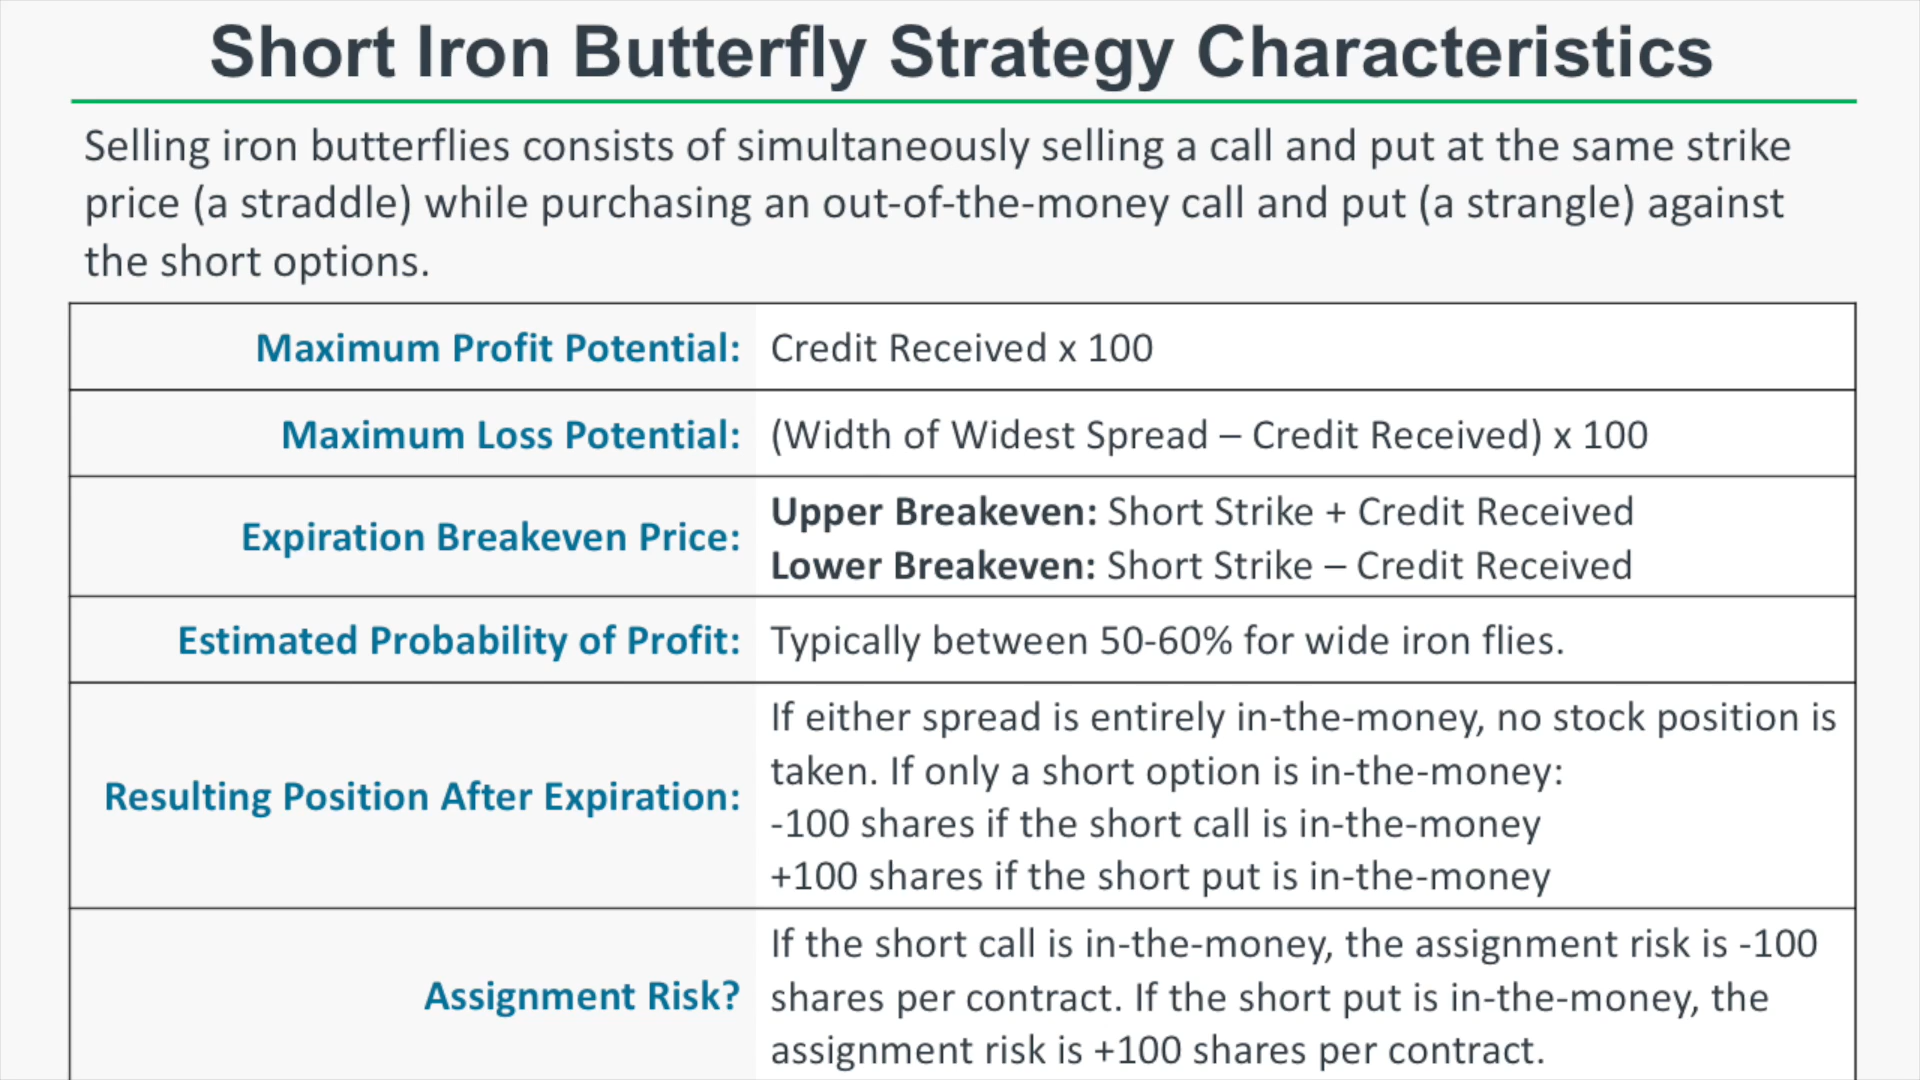 Short Iron Butterfly Strategy Characteristics
Selling iron butterflies consists of simultaneously selling a call and put at the same strike
price (a straddle) while purchasing an out-of-the-money call and put (a strangle) against
the short options.
Maximum Profit Potential: Credit Received x 100
Maximum Loss Potential: (Width of Widest Spread – Credit Received) x 100
Expiration Breakeven Price:
Upper Breakeven: Short Strike + Credit Received
Lower Breakeven: Short Strike – Credit Received
Estimated Probability of Profit: Typically between 50-60% for wide iron flies.
Resulting Position After Expiration:
If either spread is entirely in-the-money, no stock position is
taken. If only a short option is in-the-money:
-100 shares if the short call is in-the-money
+100 shares if the short put is in-the-money
Assignment Risk?
If the short call is in-the-money, the assignment risk is -100
shares per contract. If the short put is in-the-money, the
assignment risk is +100 shares per contract.